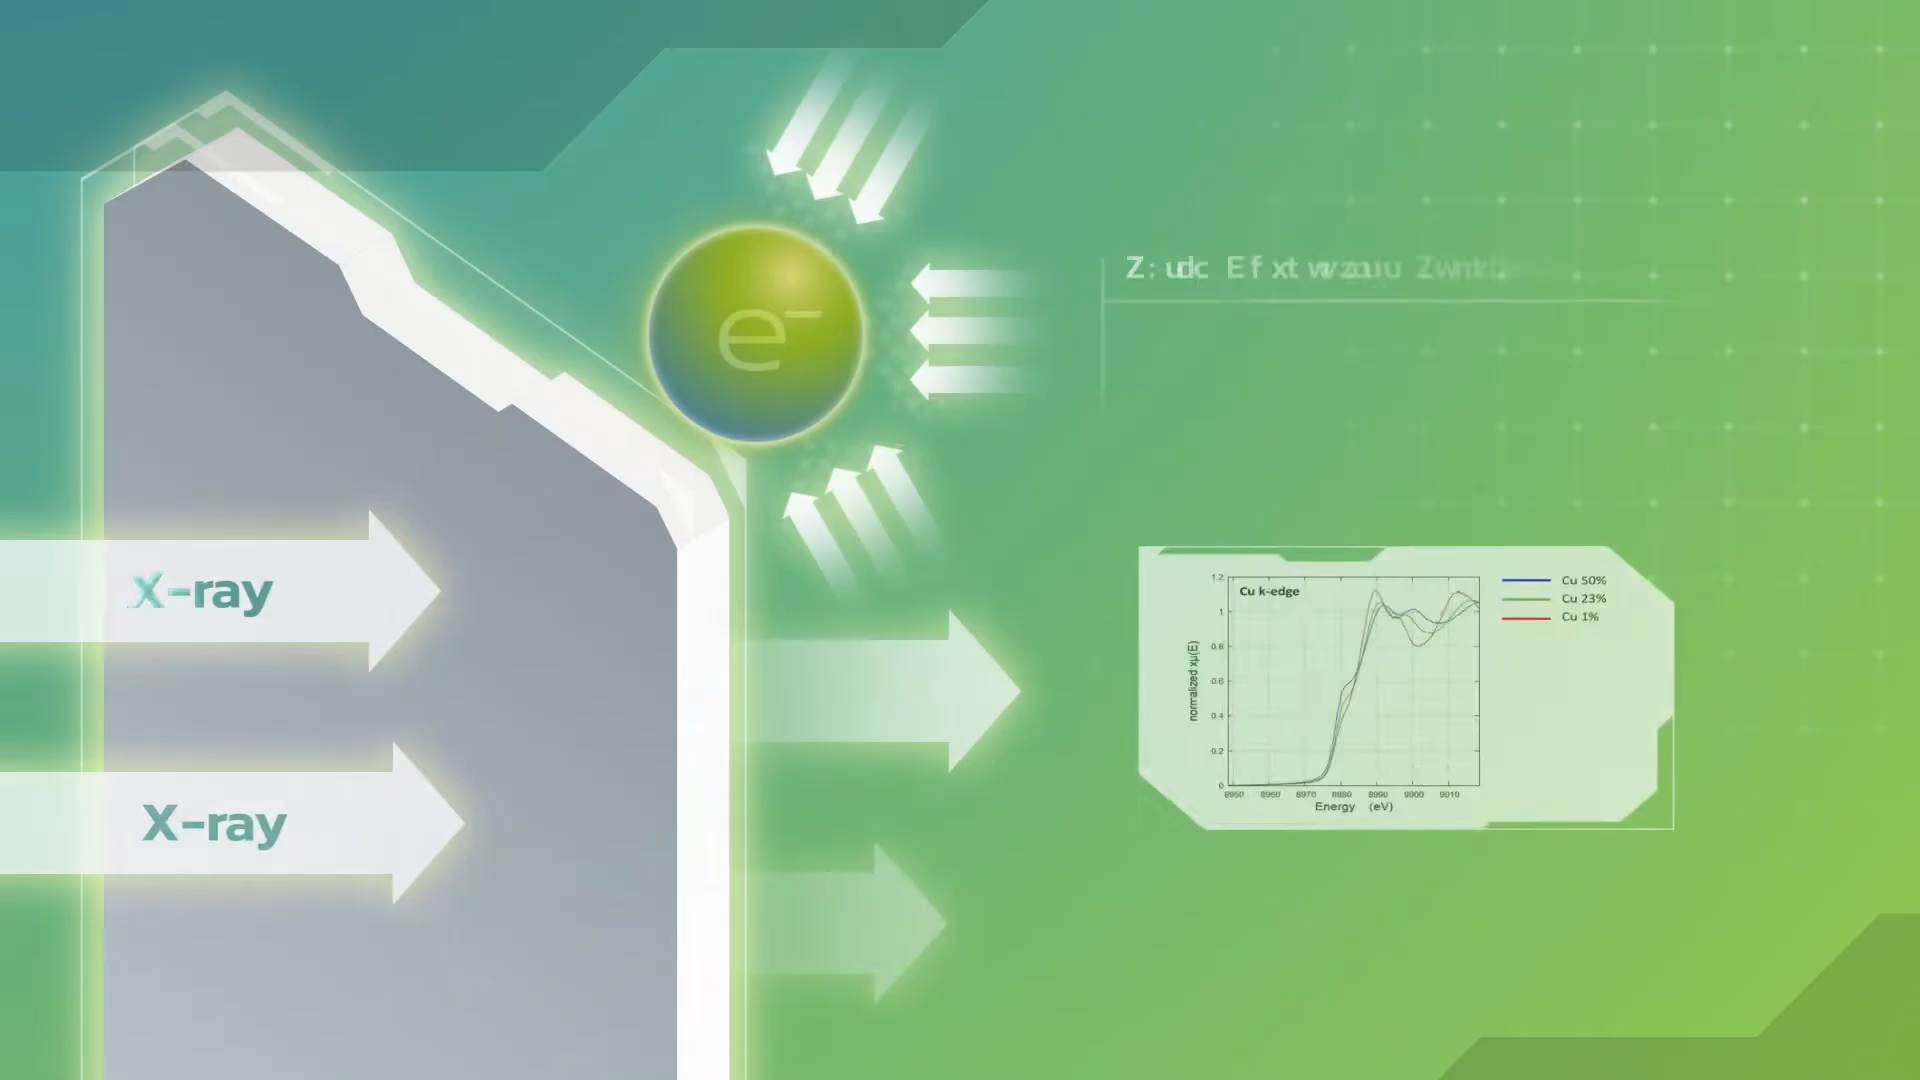 e⁻
X-ray
X-ray
Cu k-edge
Cu 50%
Cu 23%
Cu 1%
normalized xμ(E)
1.2
1
0.8
0.6
0.4
0.2
0
8950 8960 8970 8980 8990 9000 9010
Energy (eV)